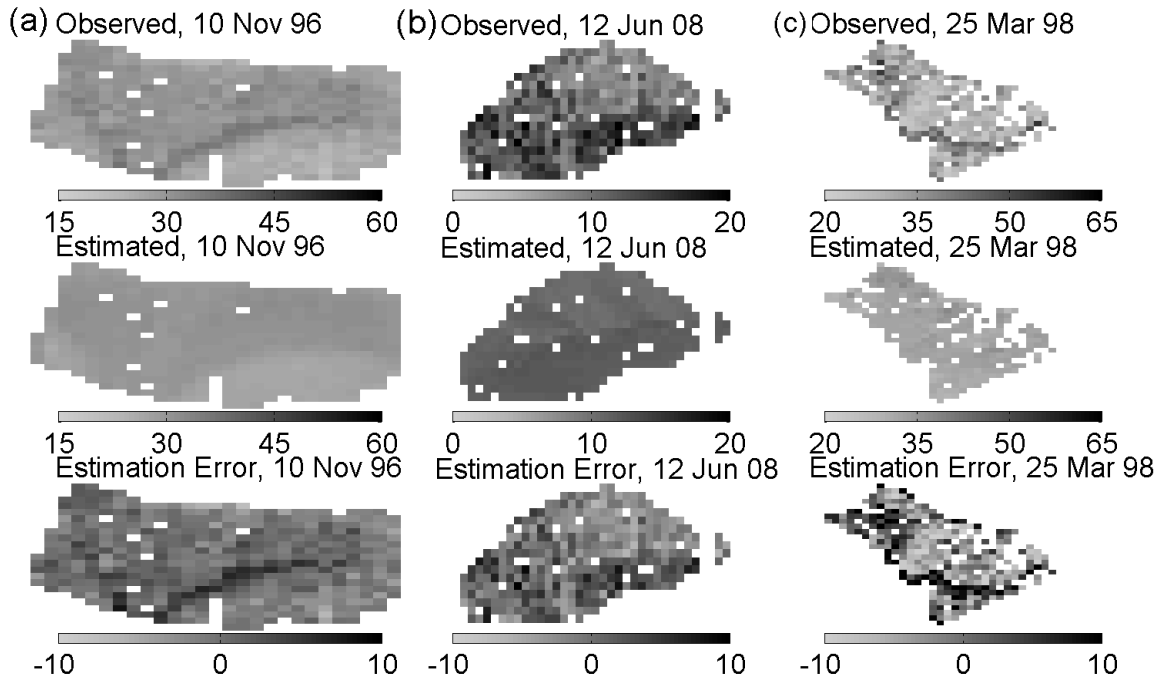 (a) Observed, 10 Nov 96
(b) Observed, 12 Jun 08
(c) Observed, 25 Mar 98
15 30 45 60
0 10 20
20 35 50 65
Estimated, 10 Nov 96
Estimated, 12 Jun 08
Estimated, 25 Mar 98
15 30 45 60
0 10 20
20 35 50 65
Estimation Error, 10 Nov 96
Estimation Error, 12 Jun 08
Estimation Error, 25 Mar 98
-10 0 10
-10 0 10
-10 0 10